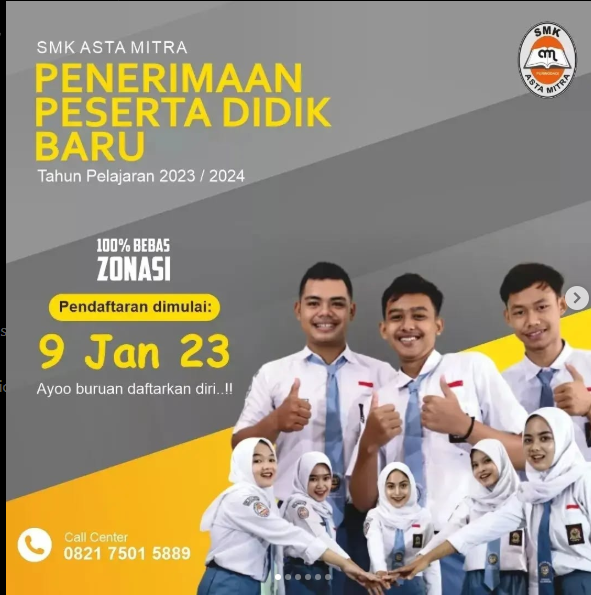 SMK ASTA MITRA
PENERIMAAN
PESERTA DIDIK
BARU
Tahun Pelajaran 2023 / 2024
SMK
ASTA MITRA
100% BEBAS
ZONASI
Pendaftaran dimulai:
9 Jan 23
Ayoo buruan daftarkan diri..!!
Call Center
0821 7501 5889